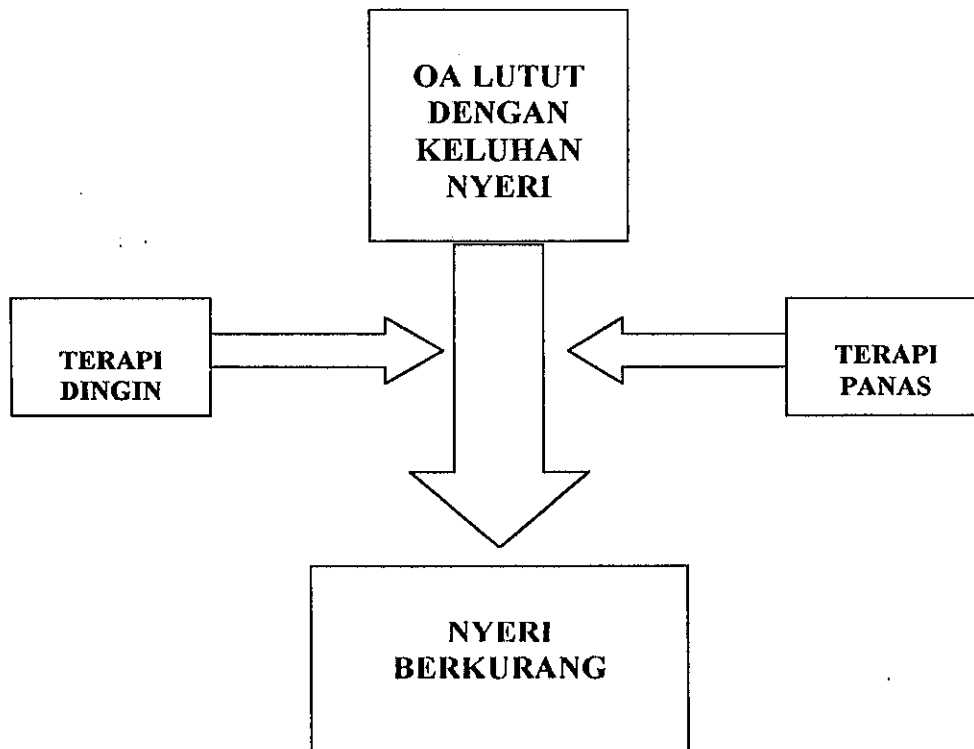 OA LUTUT
DENGAN
KELUHAN
NYERI
TERAPI
DINGIN
TERAPI
PANAS
NYERI
BERKURANG